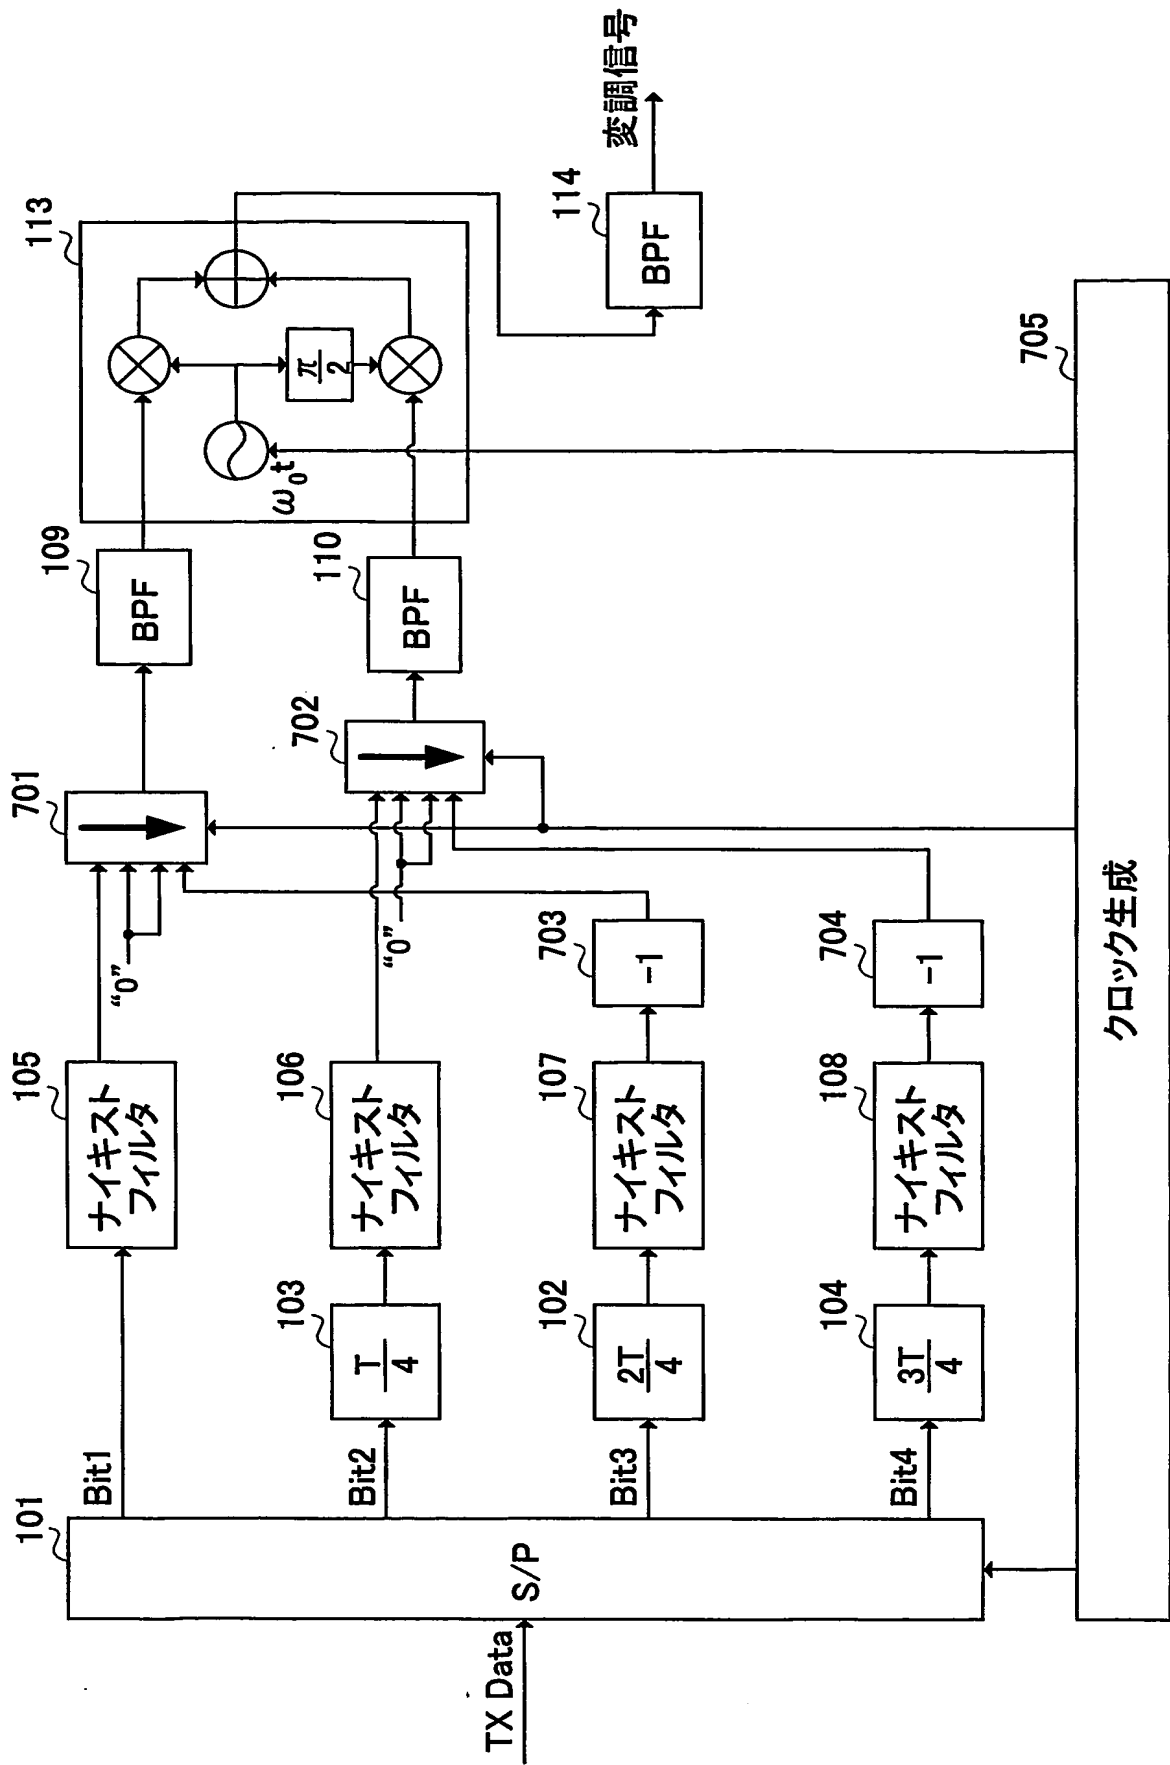 TX Data
101
S/P
Bit1
Bit2
Bit3
Bit4
103
T
4
102
2T
4
104
3T
4
105
ナイキスト
フィルタ
106
ナイキスト
フィルタ
107
ナイキスト
フィルタ
108
ナイキスト
フィルタ
“0”
“0”
703
-1
704
-1
701
702
109
BPF
110
BPF
113
ω0t
π
2
114
BPF
変調信号
705
クロック生成